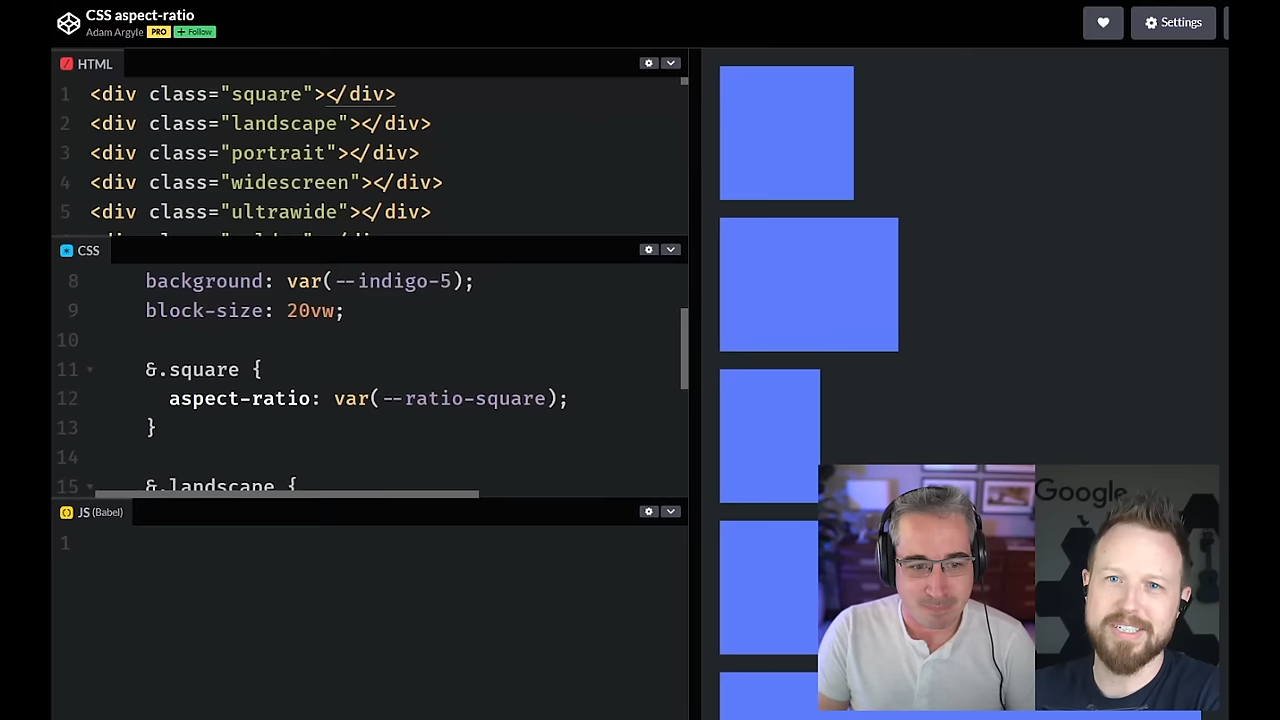 CSS aspect-ratio
Adam Argyle PRO + Follow
Settings
HTML
1 <div class="square"></div>
2 <div class="landscape"></div>
3 <div class="portrait"></div>
4 <div class="widescreen"></div>
5 <div class="ultrawide"></div>
CSS
8 background: var(--indigo-5);
9 block-size: 20vw;
10
11 &.square {
12 aspect-ratio: var(--ratio-square);
13 }
14
15 &.landscape {
JS (Babel)
1
Google